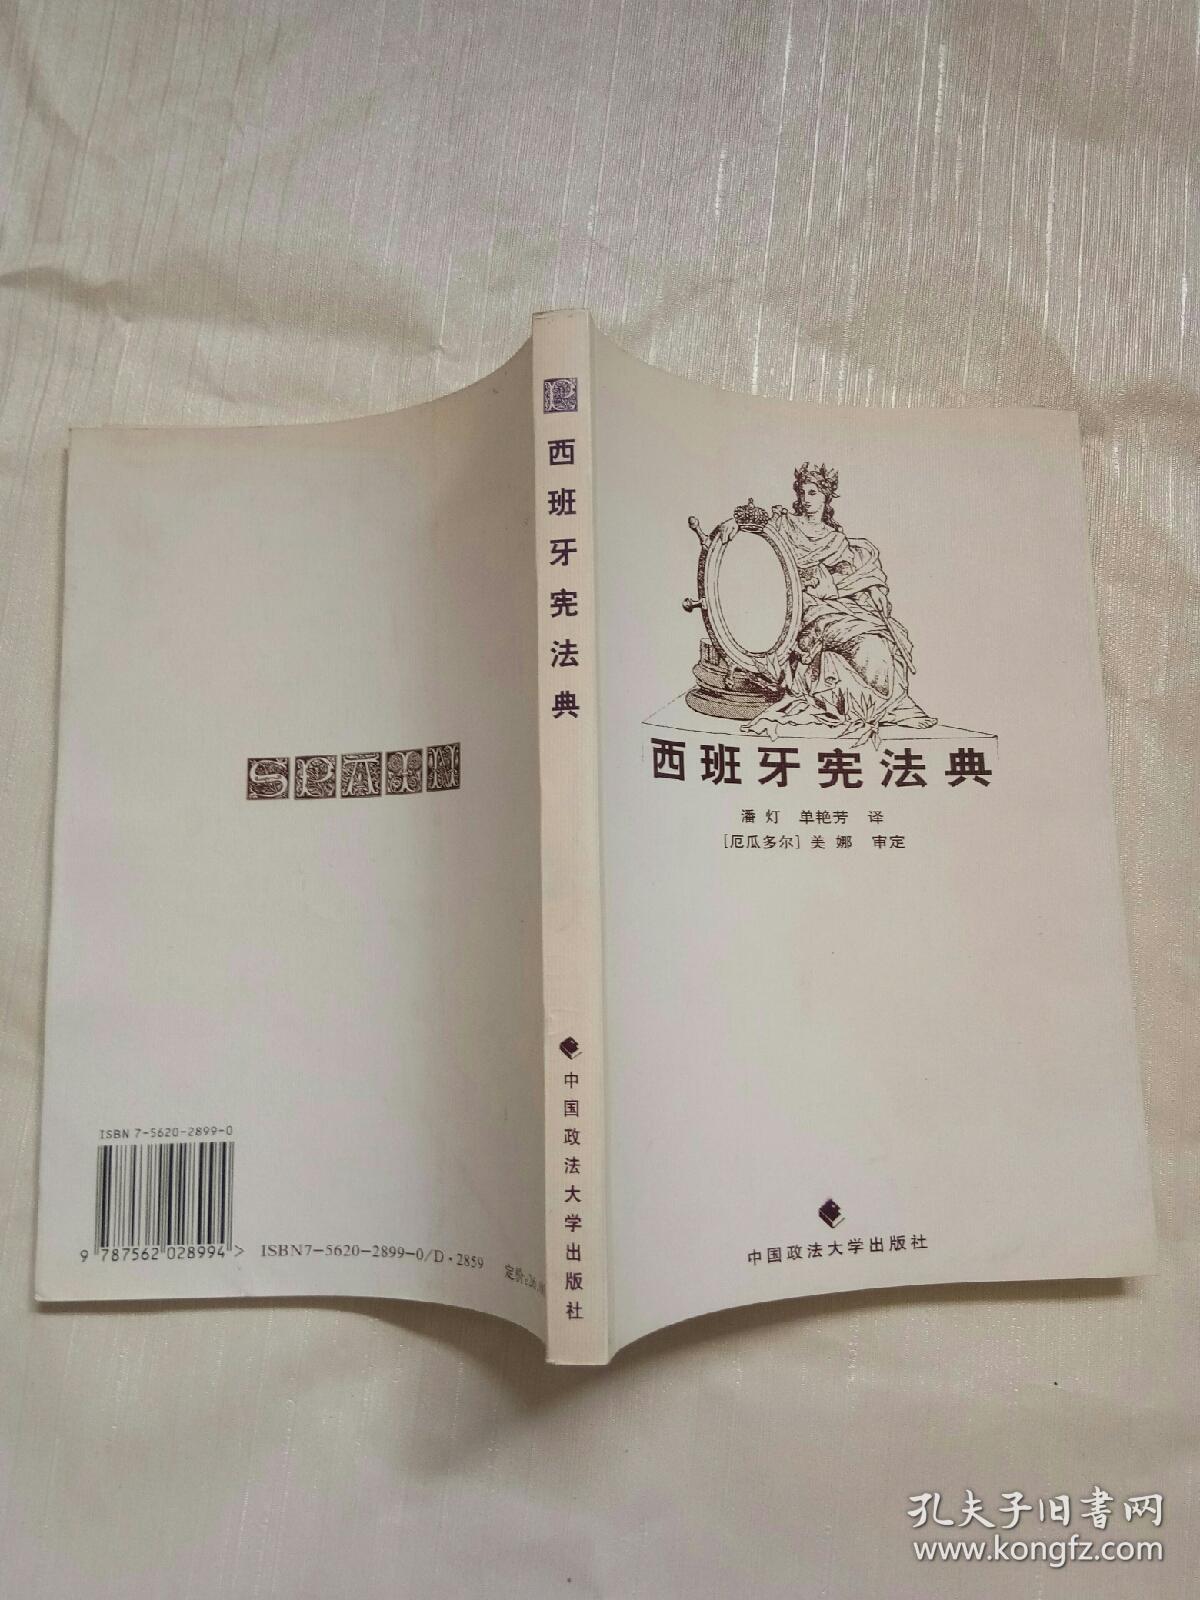 西班牙宪法典
中国政法大学出版社
西班牙宪法典
潘灯 单艳芳 译
[厄瓜多尔] 美娜 审定
中国政法大学出版社
SPAIN
ISBN 7-5620-2899-0
9 787562 028994 >
ISBN7-5620-2899-0/D·2859
定价:
孔夫子旧书网
www.kongfz.com